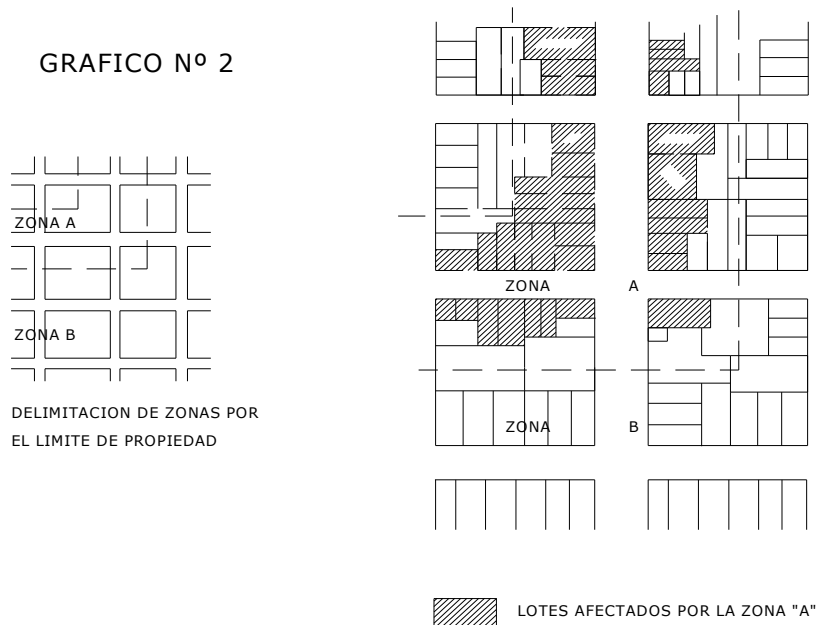 GRAFICO Nº 2
ZONA A
ZONA B
DELIMITACION DE ZONAS POR
EL LIMITE DE PROPIEDAD
ZONA A
ZONA B
LOTES AFECTADOS POR LA ZONA "A"